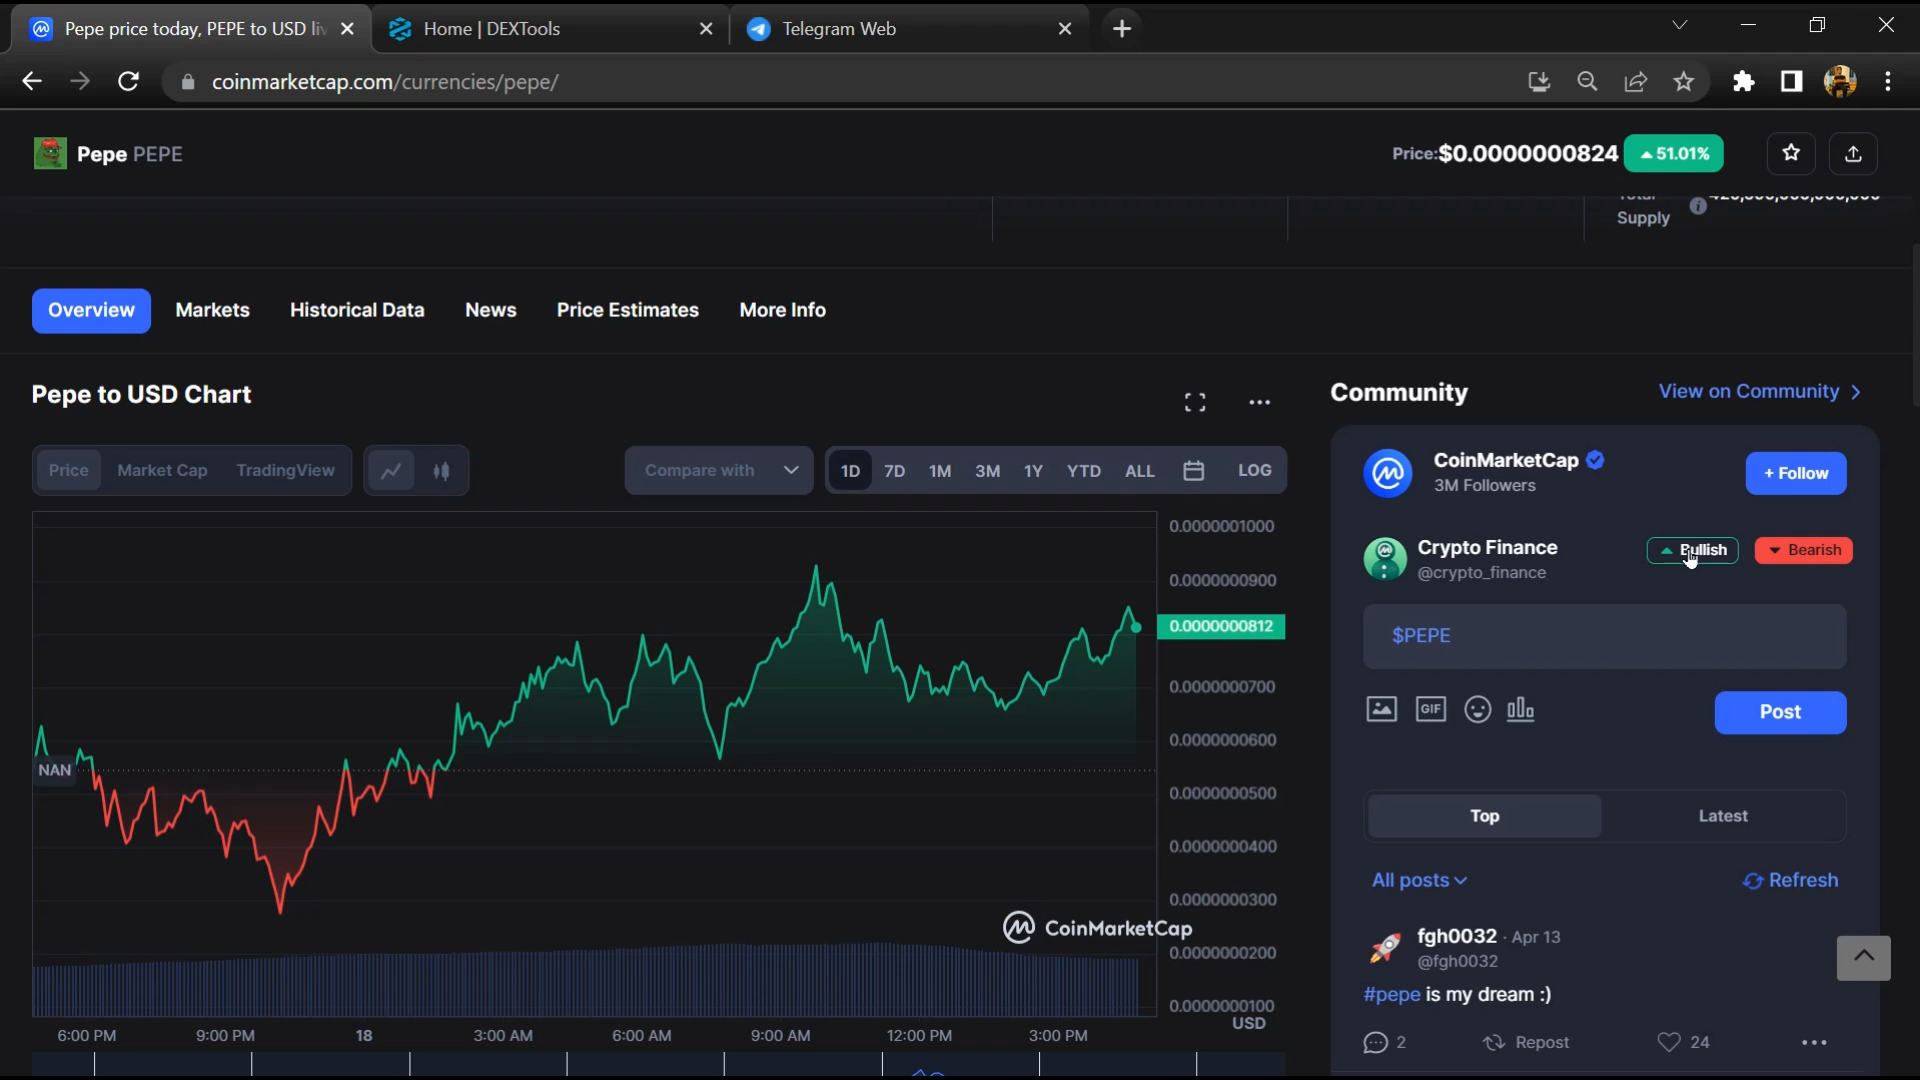 Pepe price today, PEPE to USD liv
Home | DEXTools
Telegram Web
coinmarketcap.com/currencies/pepe/
Pepe PEPE
Price:$0.0000000824
51.01%
Supply
Overview
Markets
Historical Data
News
Price Estimates
More Info
Pepe to USD Chart
Community
View on Community
Price
Market Cap
TradingView
Compare with
1D
7D
1M
3M
1Y
YTD
ALL
LOG
CoinMarketCap
3M Followers
+ Follow
Crypto Finance
@crypto_finance
Bullish
Bearish
$PEPE
GIF
Post
Top
Latest
All posts
Refresh
fgh0032 · Apr 13
@fgh0032
#pepe is my dream :)
2
Repost
24
0.0000001000
0.0000000900
0.0000000812
0.0000000700
0.0000000600
0.0000000500
0.0000000400
0.0000000300
0.0000000200
0.0000000100
USD
NAN
CoinMarketCap
6:00 PM
9:00 PM
18
3:00 AM
6:00 AM
9:00 AM
12:00 PM
3:00 PM